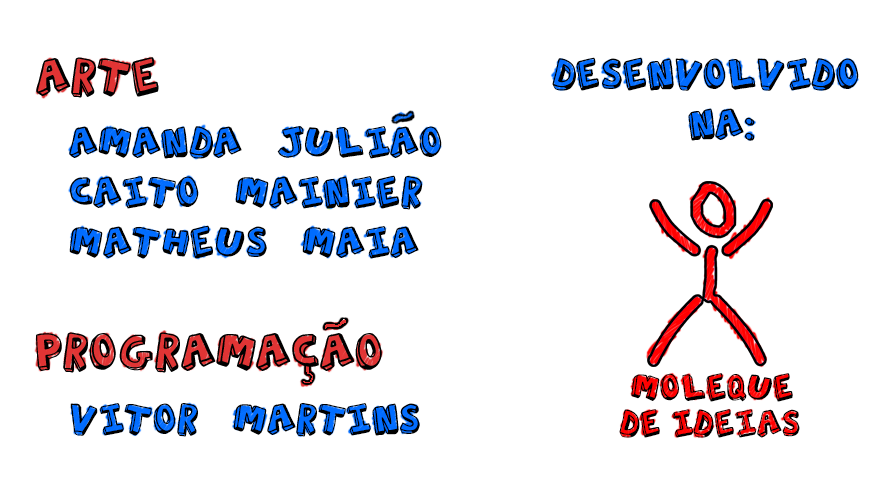 ARTE
AMANDA JULIÃO
CAITO MAINIER
MATHEUS MAIA
PROGRAMAÇÃO
VITOR MARTINS
DESENVOLVIDO
NA:
MOLEQUE
DE IDEIAS